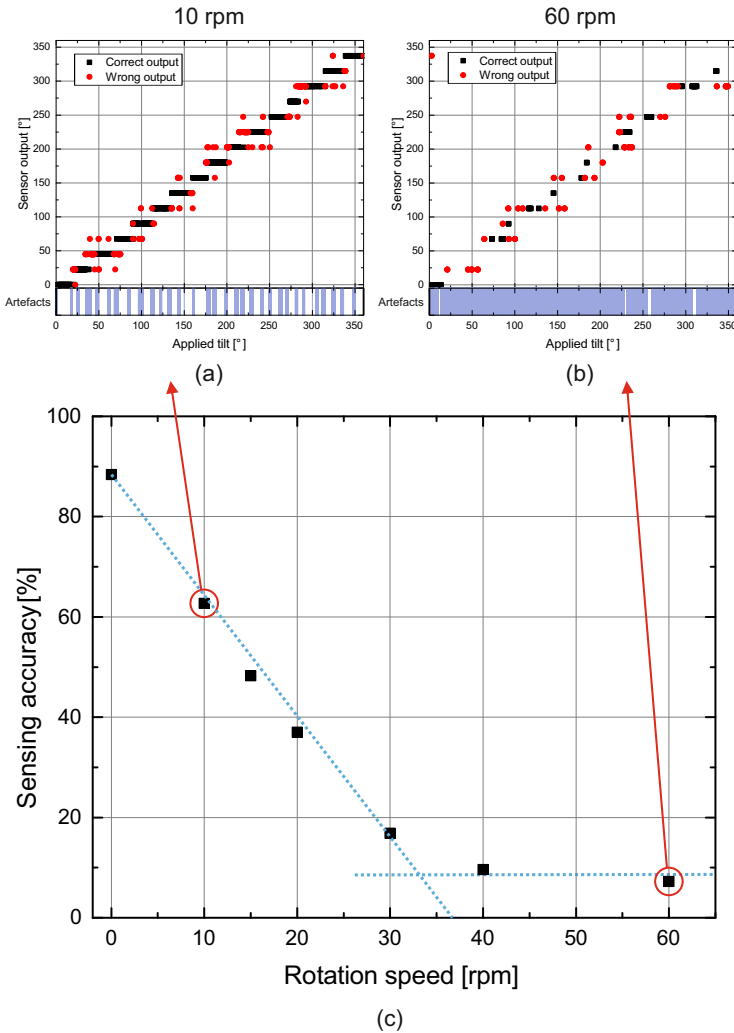 10 rpm
350
300
250
200
150
100
50
0
Sensor output [°]
Correct output
Wrong output
Artefacts
0 50 100 150 200 250 300 350
Applied tilt [°]
(a)
60 rpm
350
300
250
200
150
100
50
0
Sensor output [°]
Correct output
Wrong output
Artefacts
0 50 100 150 200 250 300 350
Applied tilt [°]
(b)
100
80
60
40
20
0
Sensing accuracy[%]
0 10 20 30 40 50 60
Rotation speed [rpm]
(c)